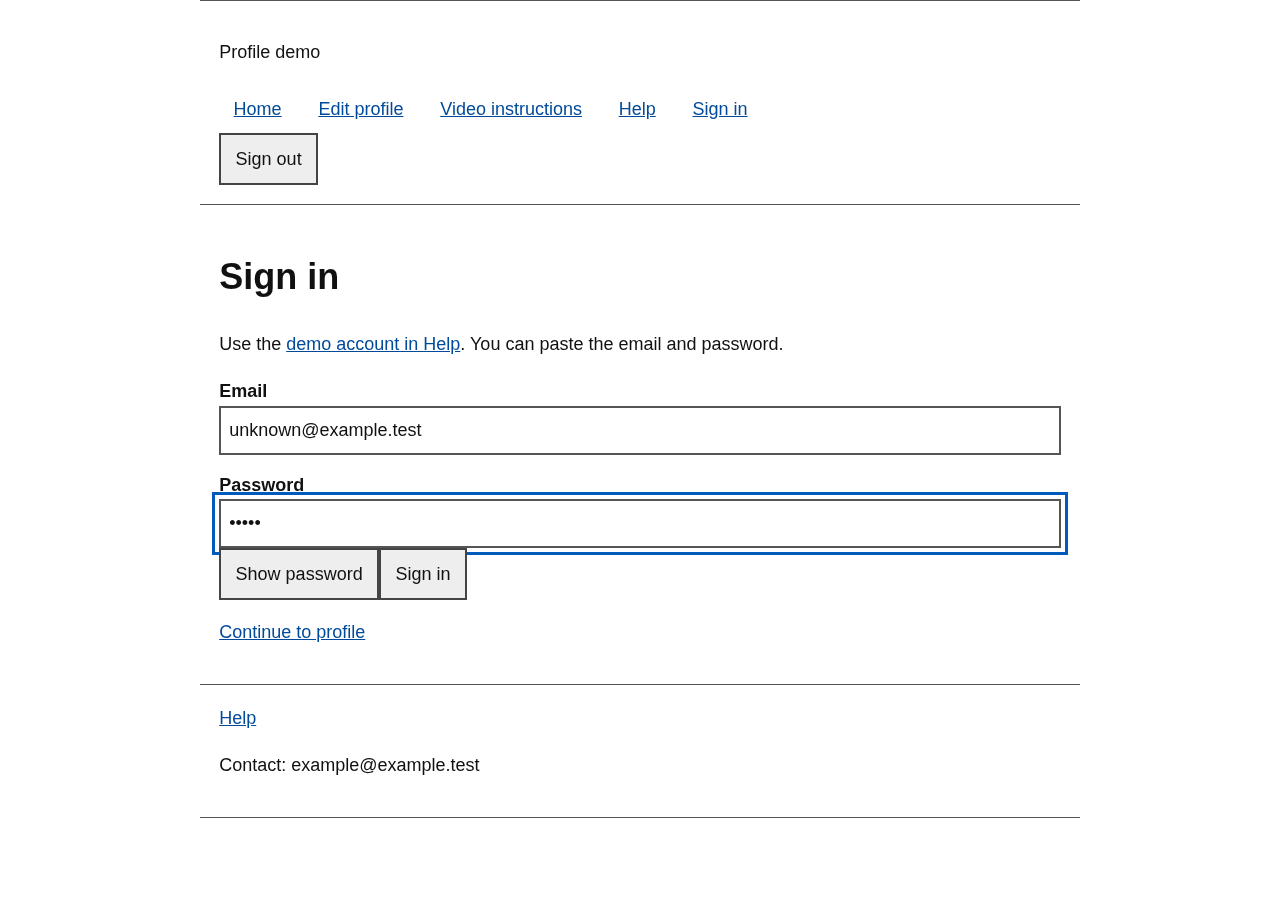 Profile demo
Home Edit profile Video instructions Help Sign in
Sign out
Sign in
Use the demo account in Help. You can paste the email and password.
Email
unknown@example.test
Password
•••••
Show password Sign in
Continue to profile
Help
Contact: example@example.test